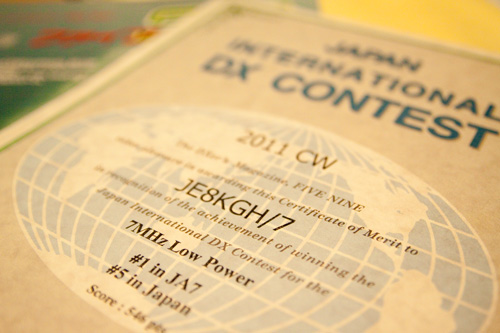 JAPAN
INTERNATIONAL
DX CONTEST
2011 CW
The DXer's Magazine, FIVE NINE
in awarding this Certificate of Merit to
JE8KGH/7
in recognition of the achievement of winning the
Japan International DX Contest for the
7MHz Low Power
#1 in JA7
#5 in Japan
Score : 546 pts